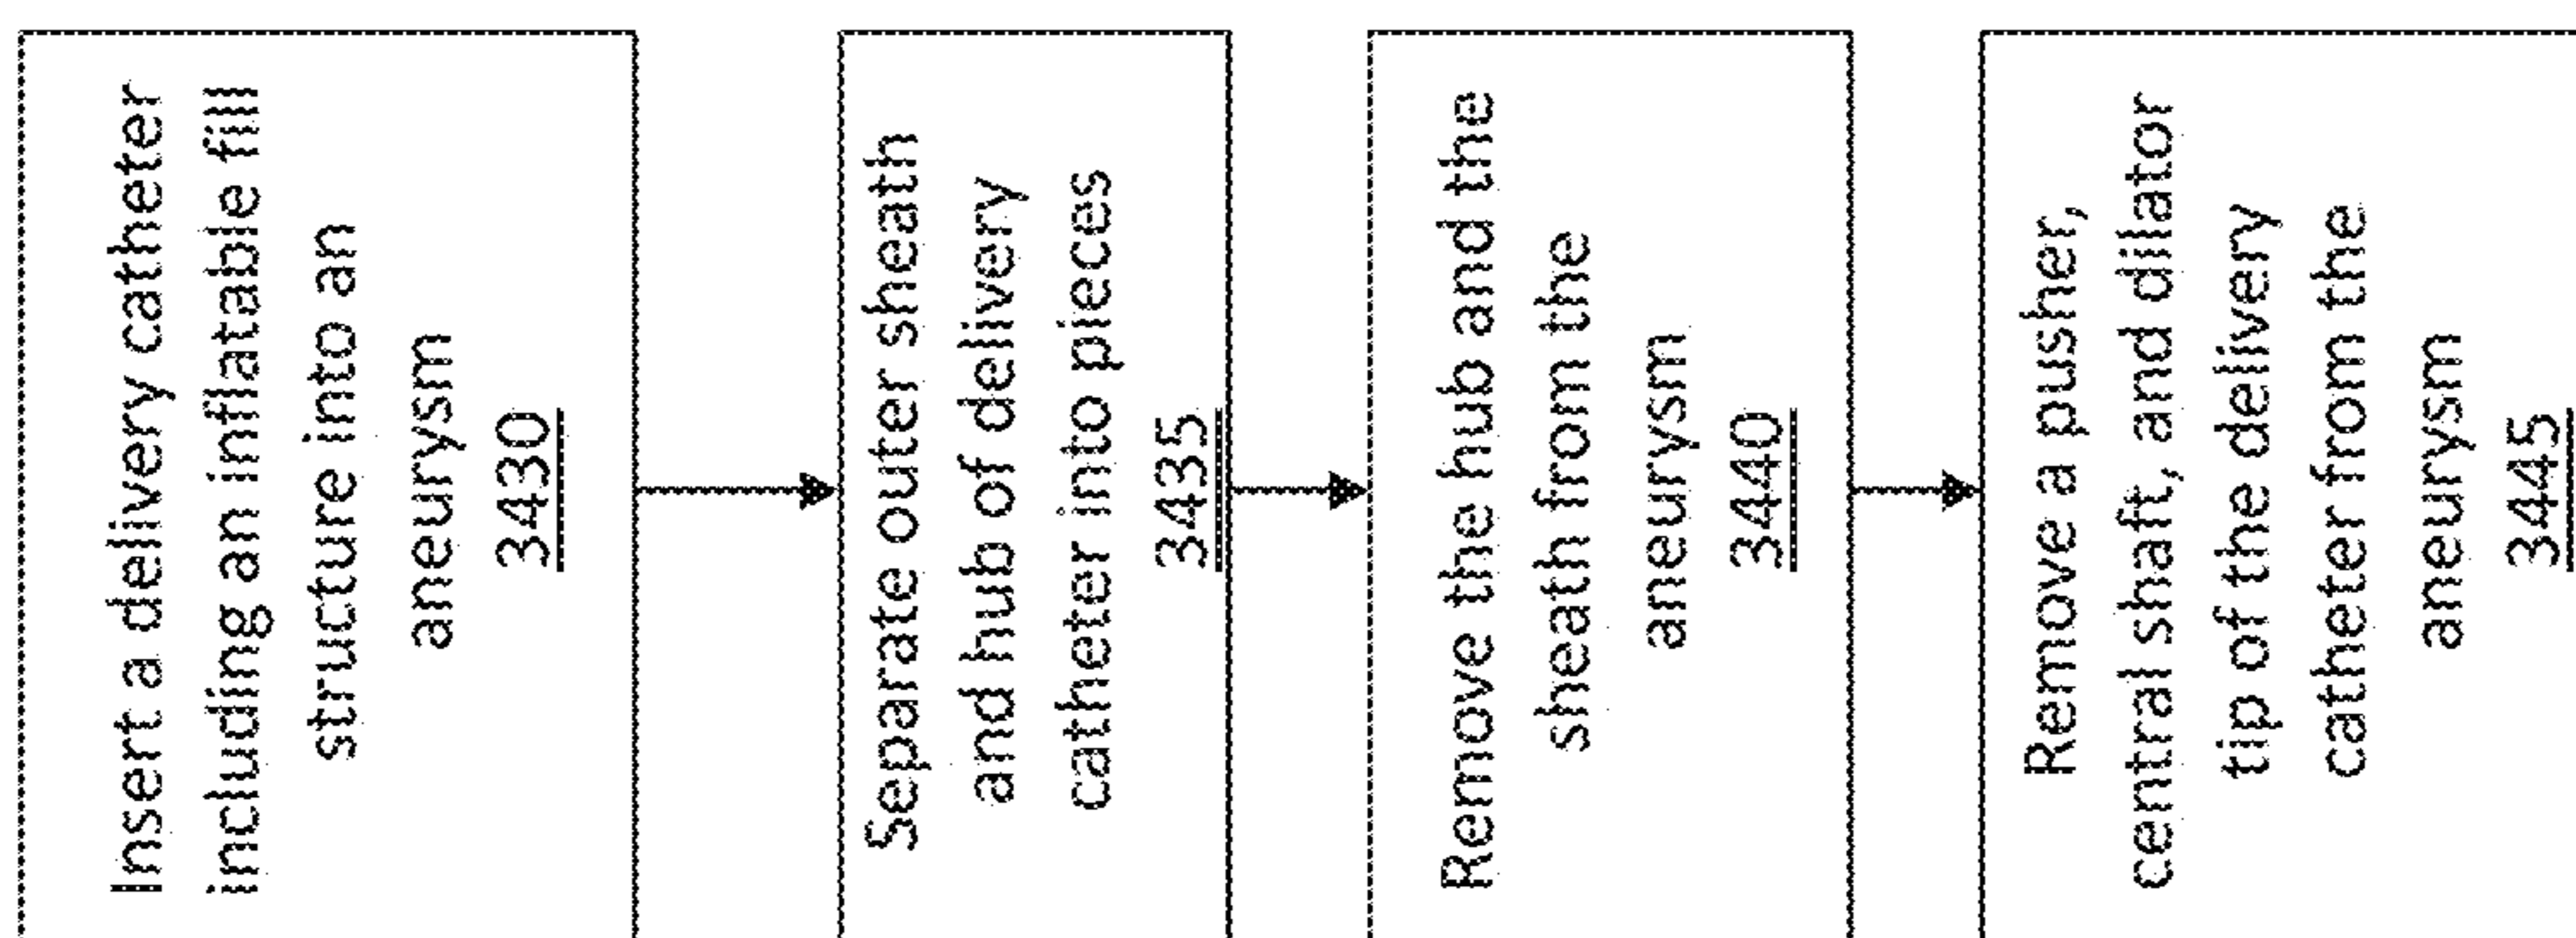 Insert a delivery catheter
including an inflatable fill
structure into an
aneurysm
3430
Separate outer sheath
and hub of delivery
catheter into pieces
3435
Remove the hub and the
sheath from the
aneurysm
3440
Remove a pusher,
central shaft, and dilator
tip of the delivery
catheter from the
aneurysm
3445